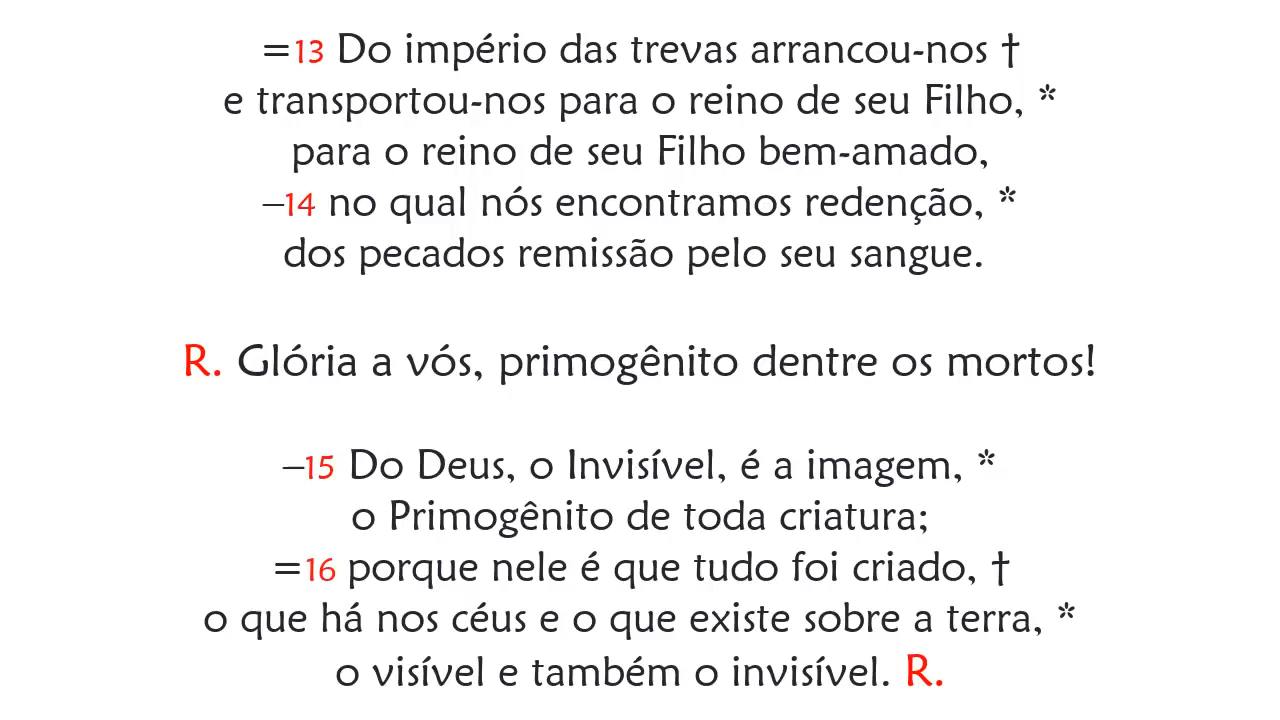 =13 Do império das trevas arrancou-nos †
e transportou-nos para o reino de seu Filho, *
para o reino de seu Filho bem-amado,
–14 no qual nós encontramos redenção, *
dos pecados remissão pelo seu sangue.
R. Glória a vós, primogênito dentre os mortos!
–15 Do Deus, o Invisível, é a imagem, *
o Primogênito de toda criatura;
=16 porque nele é que tudo foi criado, †
o que há nos céus e o que existe sobre a terra, *
o visível e também o invisível. R.